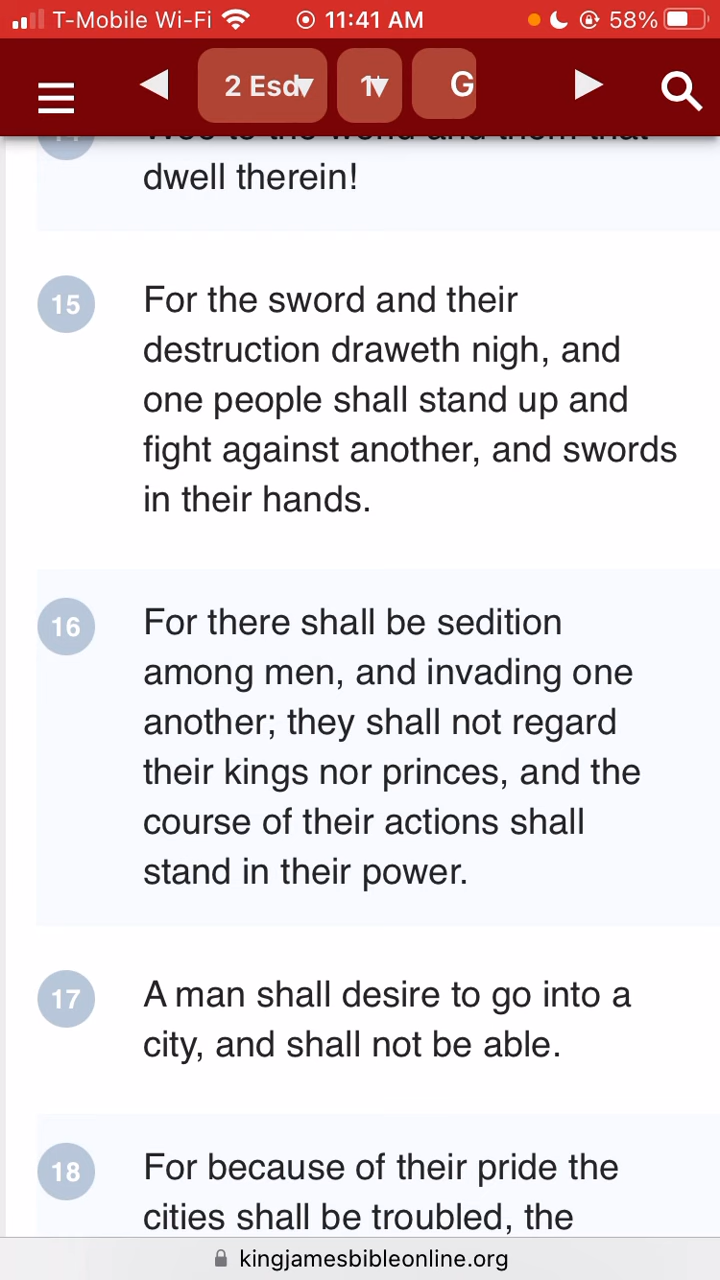 T-Mobile Wi-Fi 11:41 AM 58%
2 Esd 1 G
dwell therein!
15 For the sword and their
destruction draweth nigh, and
one people shall stand up and
fight against another, and swords
in their hands.
16 For there shall be sedition
among men, and invading one
another; they shall not regard
their kings nor princes, and the
course of their actions shall
stand in their power.
17 A man shall desire to go into a
city, and shall not be able.
18 For because of their pride the
cities shall be troubled, the
kingjamesbibleonline.org